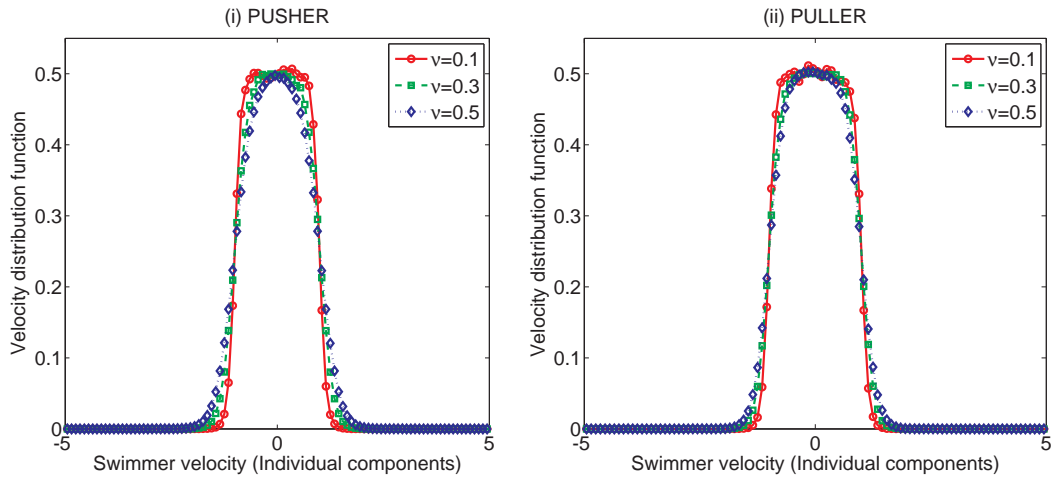 (i) PUSHER
Velocity distribution function
0.5
0.4
0.3
0.2
0.1
0
-5
0
5
Swimmer velocity (Individual components)
ν=0.1
ν=0.3
ν=0.5
(ii) PULLER
Velocity distribution function
0.5
0.4
0.3
0.2
0.1
0
-5
0
5
Swimmer velocity (Individual components)
ν=0.1
ν=0.3
ν=0.5